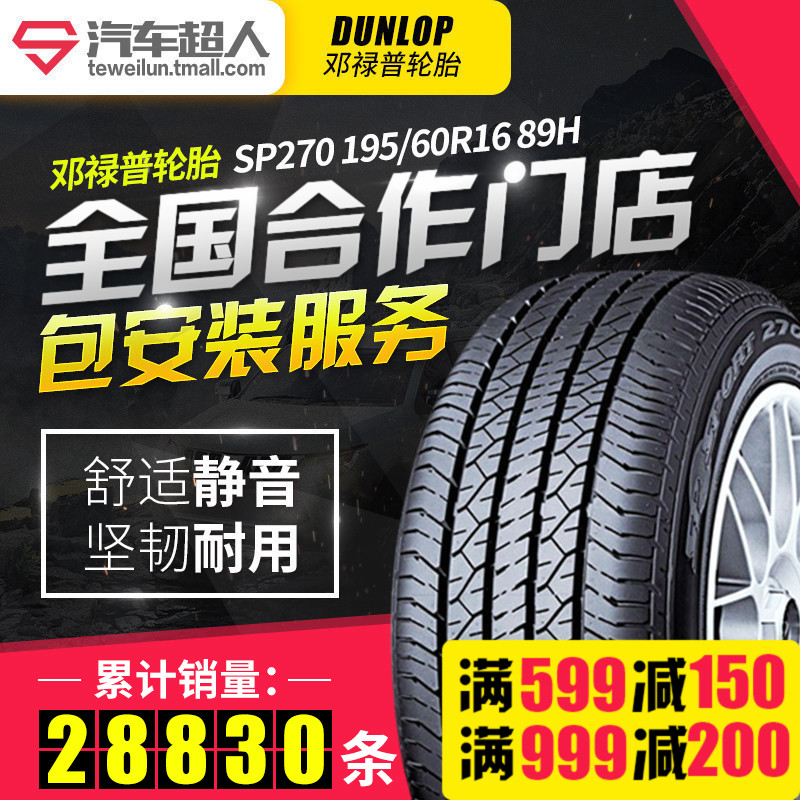 汽车超人
teweilun.tmall.com
DUNLOP
邓禄普轮胎
邓禄普轮胎 SP270 195/60R16 89H
全国合作门店
包安装服务
舒适静音
坚韧耐用
SPORT 270
累计销量:
28830条
满599减150
满999减200